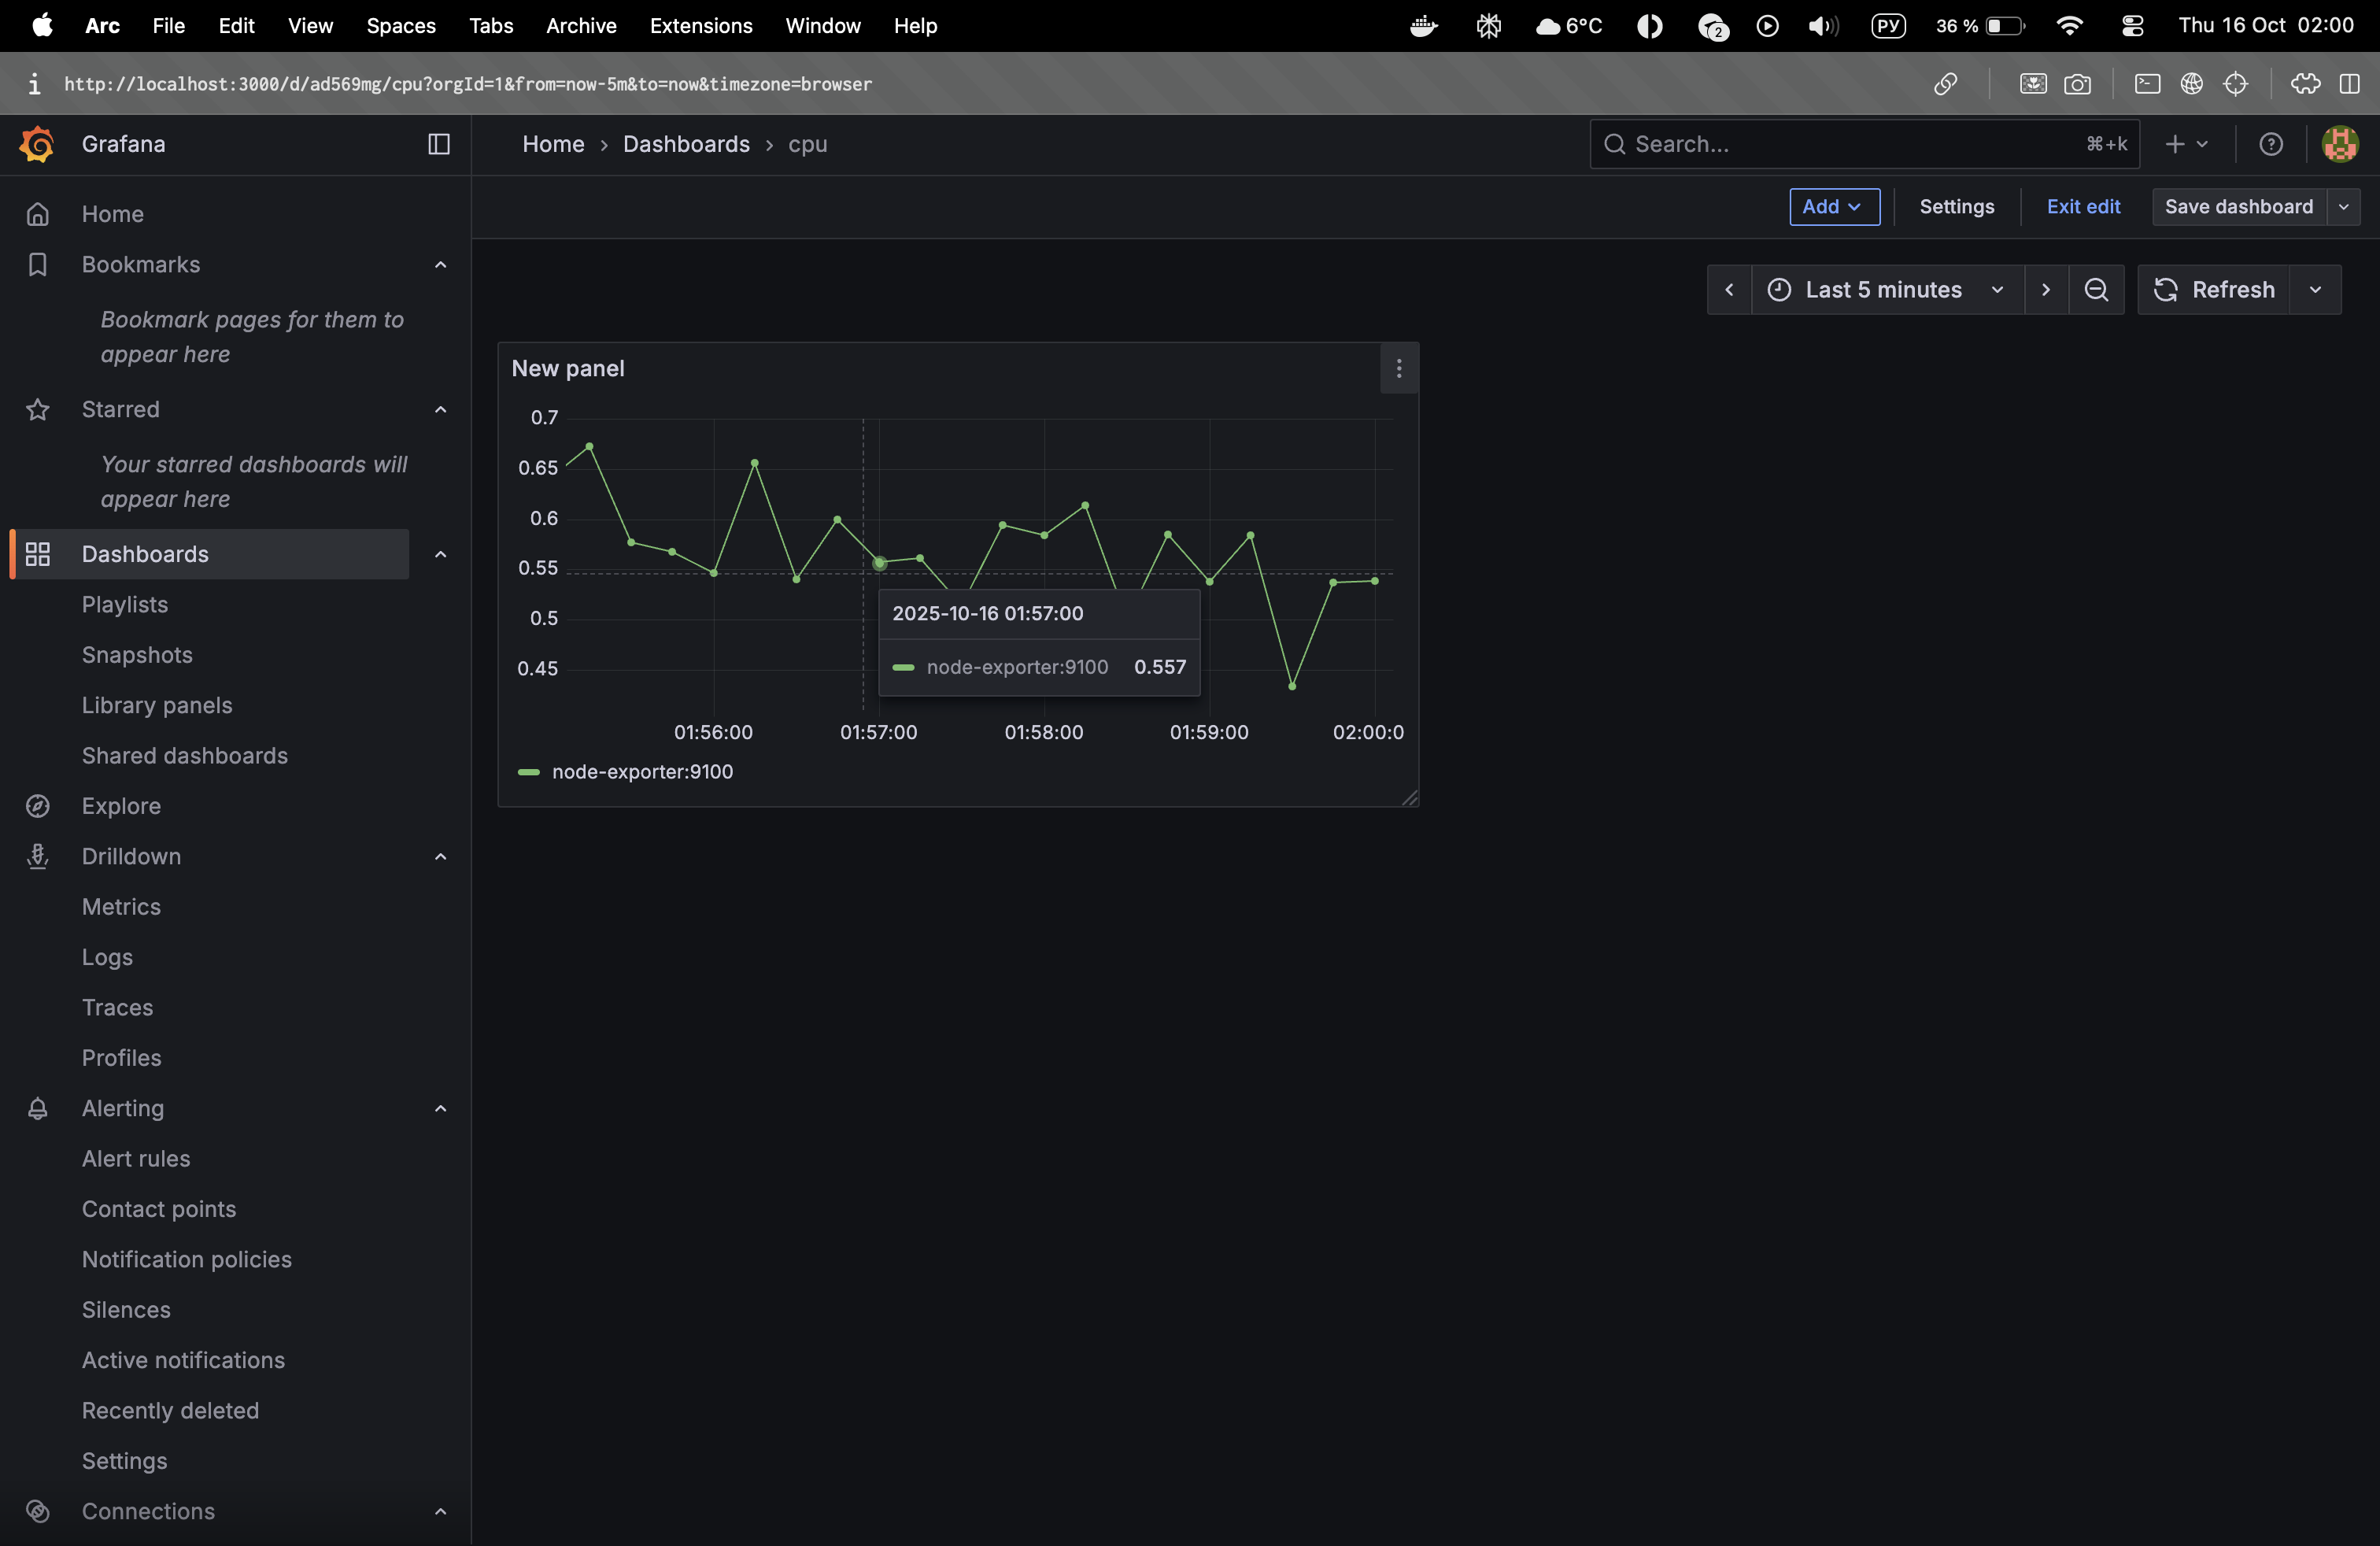 Arc File Edit View Spaces Tabs Archive Extensions Window Help 2 6°C РУ 36 % Thu 16 Oct 02:00
http://localhost:3000/d/ad569mg/cpu?orgId=1&from=now-5m&to=now&timezone=browser
Grafana
Home › Dashboards › cpu
Search... ⌘+k
Add Settings Exit edit Save dashboard
Last 5 minutes Refresh
Home
Bookmarks
Bookmark pages for them to
appear here
Starred
Your starred dashboards will
appear here
Dashboards
Playlists
Snapshots
Library panels
Shared dashboards
Explore
Drilldown
Metrics
Logs
Traces
Profiles
Alerting
Alert rules
Contact points
Notification policies
Silences
Active notifications
Recently deleted
Settings
Connections
New panel
0.7
0.65
0.6
0.55
0.5
0.45
2025-10-16 01:57:00
node-exporter:9100 0.557
01:56:00 01:57:00 01:58:00 01:59:00 02:00:0
node-exporter:9100